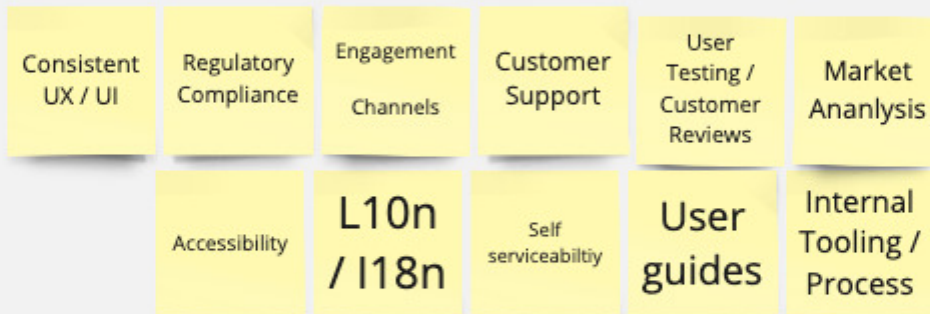 Consistent
UX / UI
Regulatory
Compliance
Engagement
Channels
Customer
Support
User
Testing /
Customer
Reviews
Market
Ananlysis
Accessibility
L10n
/ I18n
Self
serviceabiltiy
User
guides
Internal
Tooling /
Process